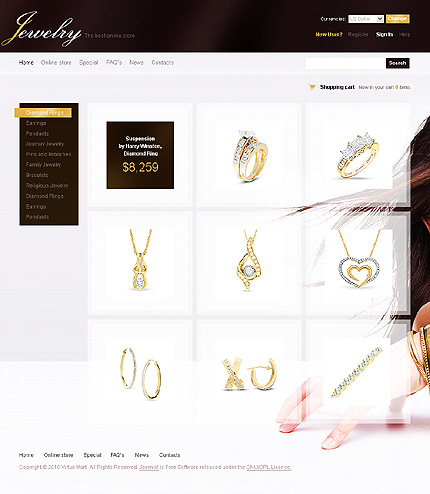 Jewelry The best online store
Currencies: US Dollar Change
New User? Register Sign In Help
Home Online store Special FAQ's News Contacts
Search
Shopping cart Now in your cart 0 items
Diamond Rings
Earrings
Pendants
Journey Jewelry
Pins and Brooches
Family Jewelry
Bracelets
Religious Jewelry
Diamond Rings
Earrings
Pendants
Suspension
by Harry Winston,
Diamond Ring
$8,259
Home Online store Special FAQ's News Contacts
Copyright © 2010 Virtue Mart. All Rights Reserved. Joomla! is Free Software released under the GNU/GPL License.